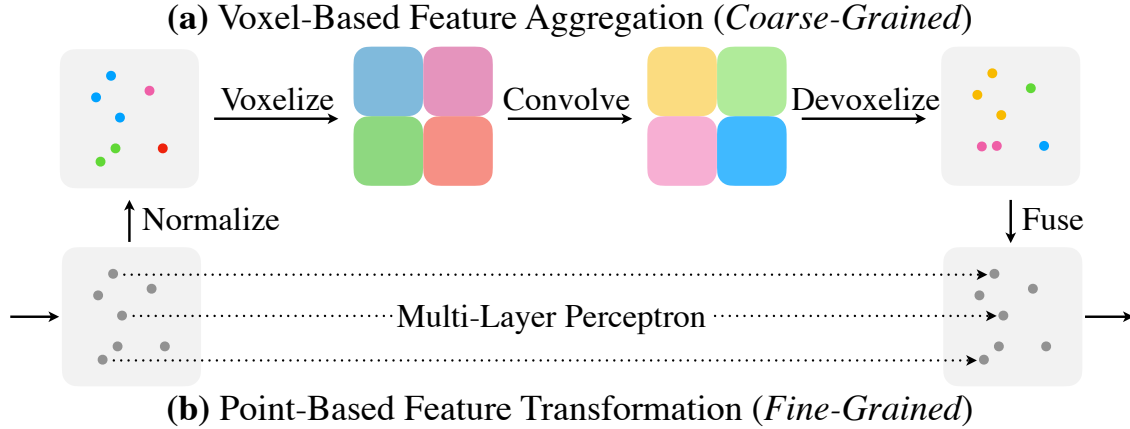 (a) Voxel-Based Feature Aggregation (Coarse-Grained)
Voxelize
Convolve
Devoxelize
Normalize
Fuse
Multi-Layer Perceptron
(b) Point-Based Feature Transformation (Fine-Grained)